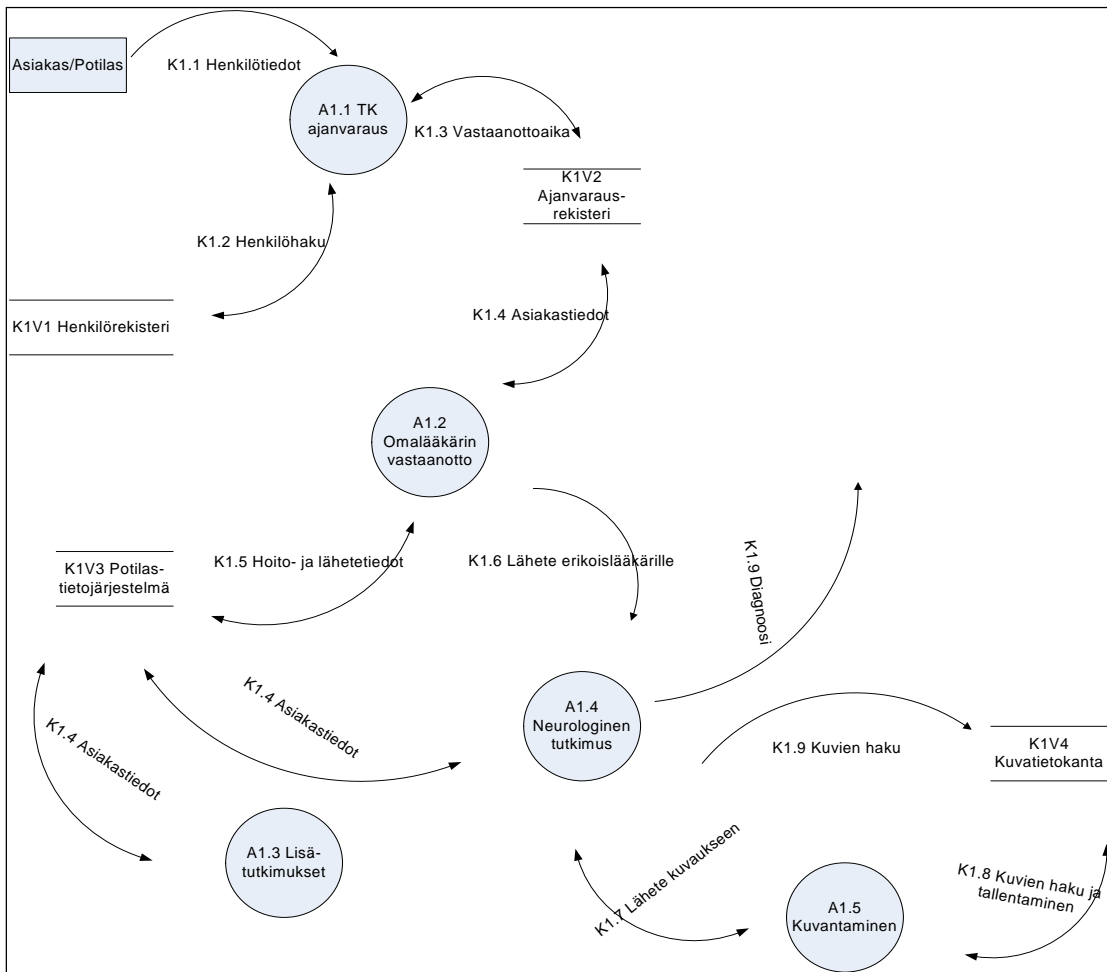 Asiakas/Potilas
K1.1 Henkilötiedot
A1.1 TK
ajanvaraus
K1.3 Vastaanottoaika
K1V2
Ajanvaraus-
rekisteri
K1.2 Henkilöhaku
K1V1 Henkilörekisteri
K1.4 Asiakastiedot
A1.2
Omalääkärin
vastaanotto
K1.5 Hoito- ja lähetetiedot
K1.6 Lähete erikoislääkärille
K1V3 Potilas-
tietojärjestelmä
K1.9 Diagnoosi
K1.4 Asiakastiedot
K1.4 Asiakastiedot
A1.4
Neurologinen
tutkimus
K1.9 Kuvien haku
K1V4
Kuvatietokanta
A1.3 Lisä-
tutkimukset
K1.7 Lähete kuvaukseen
A1.5
Kuvantaminen
K1.8 Kuvien haku ja
tallentaminen